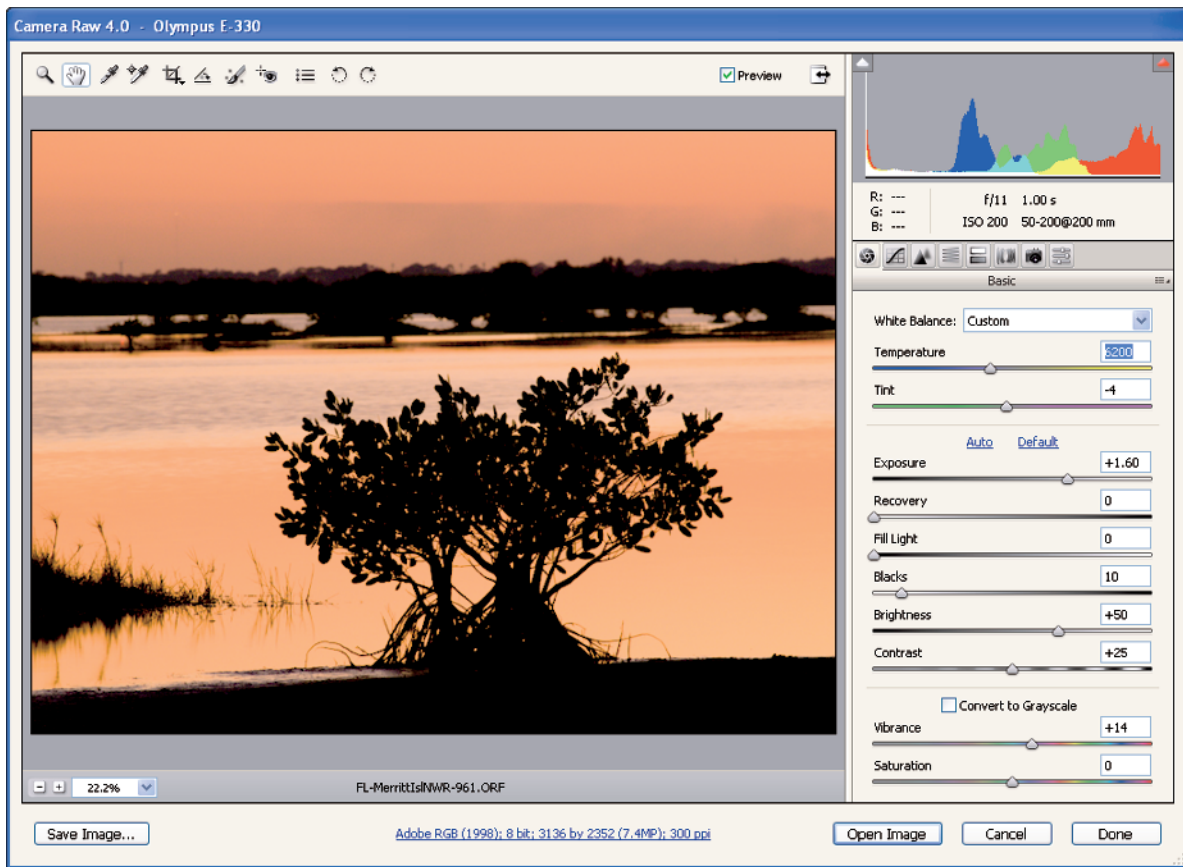 Camera Raw 4.0 - Olympus E-330
Preview
R: ---
G: ---
B: ---
f/11 1.00 s
ISO 200 50-200@200 mm
Basic
White Balance: Custom
Temperature 6200
Tint -4
Auto Default
Exposure +1.60
Recovery 0
Fill Light 0
Blacks 10
Brightness +50
Contrast +25
Convert to Grayscale
Vibrance +14
Saturation 0
- + 22.2% FL-MerrittIslNWR-961.ORF
Save Image... Adobe RGB (1998); 8 bit; 3136 by 2352 (7.4MP); 300 ppi Open Image Cancel Done